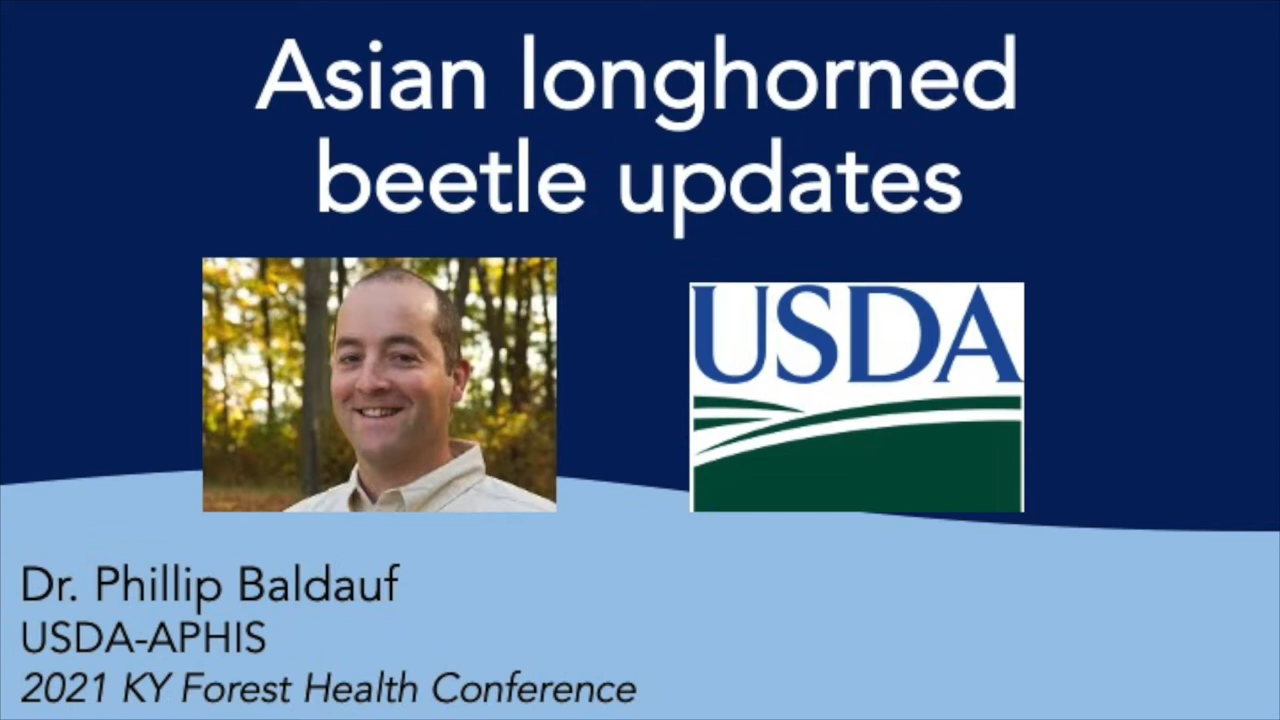 Asian longhorned
beetle updates
USDA
Dr. Phillip Baldauf
USDA-APHIS
2021 KY Forest Health Conference